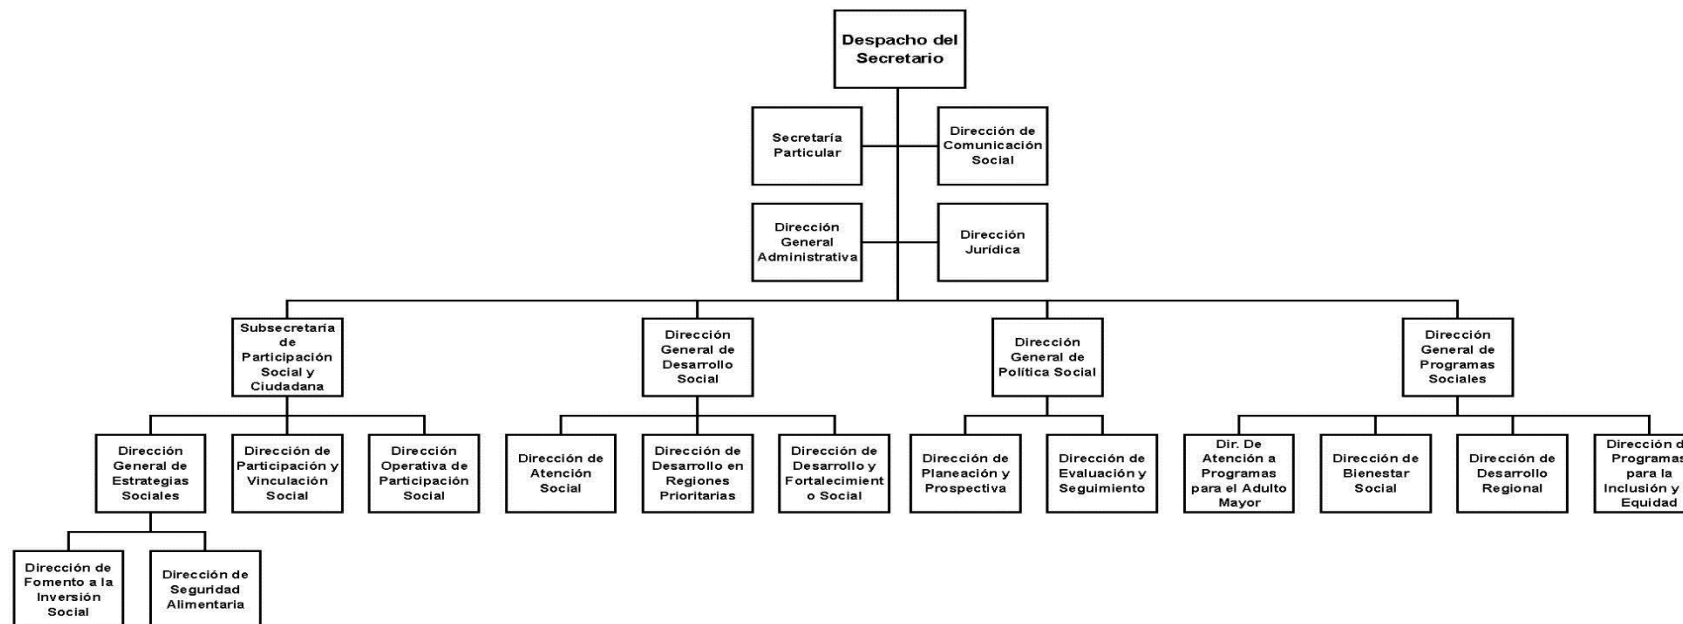 Despacho del
Secretario
Secretaría
Particular
Dirección de
Comunicación
Social
Dirección
General
Administrativa
Dirección
Jurídica
Subsecretaría
de
Participación
Social y
Ciudadana
Dirección
General de
Desarrollo
Social
Dirección
General de
Política Social
Dirección
General de
Programas
Sociales
Dirección
General de
Estrategias
Sociales
Dirección de
Participación y
Vinculación
Social
Dirección
Operativa de
Participación
Social
Dirección de
Atención
Social
Dirección de
Desarrollo en
Regiones
Prioritarias
Dirección de
Desarrollo y
Fortalecimient
o Social
Dirección de
Planeación y
Prospectiva
Dirección de
Evaluación y
Seguimiento
Dir. De
Atención a
Programas
para el Adulto
Mayor
Dirección de
Bienestar
Social
Dirección de
Desarrollo
Regional
Dirección d
Programas
para la
Inclusión y
Equidad
Dirección de
Fomento a la
Inversión
Social
Dirección de
Seguridad
Alimentaria